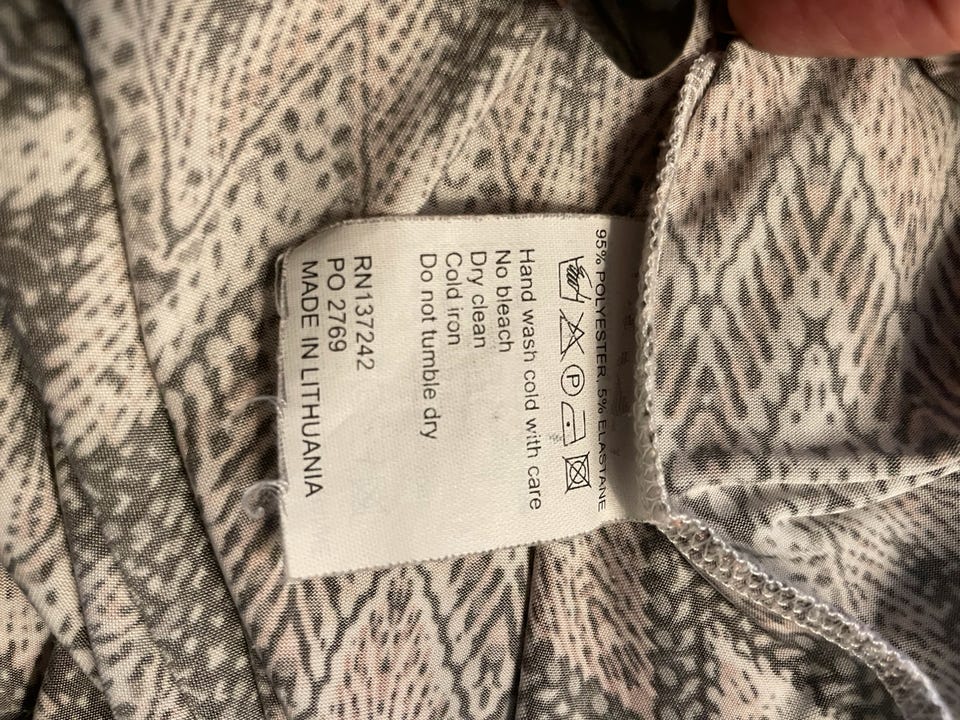 95% POLYESTER, 5% ELASTANE
P
Hand wash cold with care
No bleach
Dry clean
Cold iron
Do not tumble dry
RN137242
PO 2769
MADE IN LITHUANIA